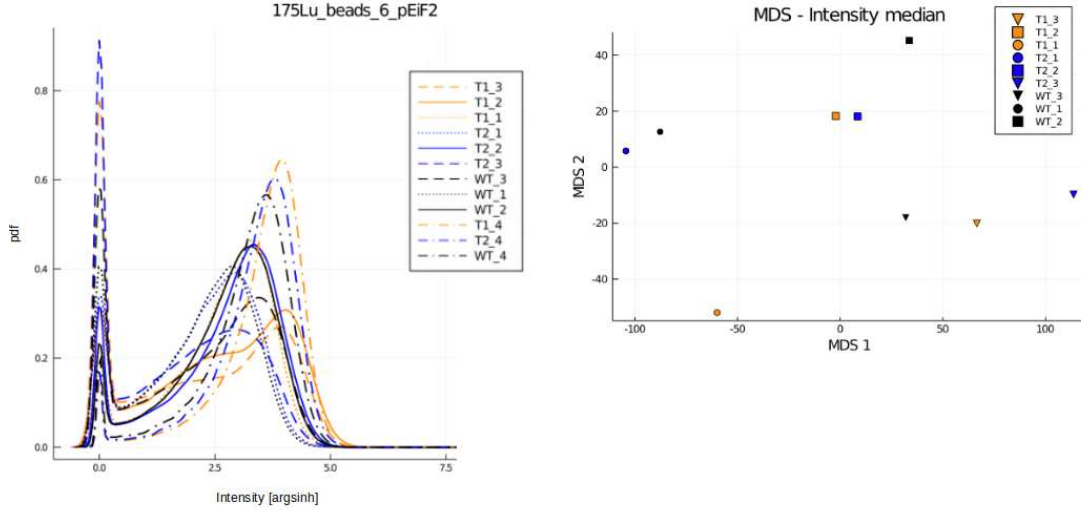 175Lu_beads_6_pEiF2
pdf
0.8
0.6
0.4
0.2
0.0
0.0
2.5
5.0
7.5
Intensity [argsinh]
T1_3
T1_2
T1_1
T2_1
T2_2
T2_3
WT_3
WT_1
WT_2
T1_4
T2_4
WT_4
MDS - Intensity median
MDS 2
40
20
0
-20
-40
-100
-50
0
50
100
MDS 1
T1_3
T1_2
T1_1
T2_1
T2_2
T2_3
WT_3
WT_1
WT_2